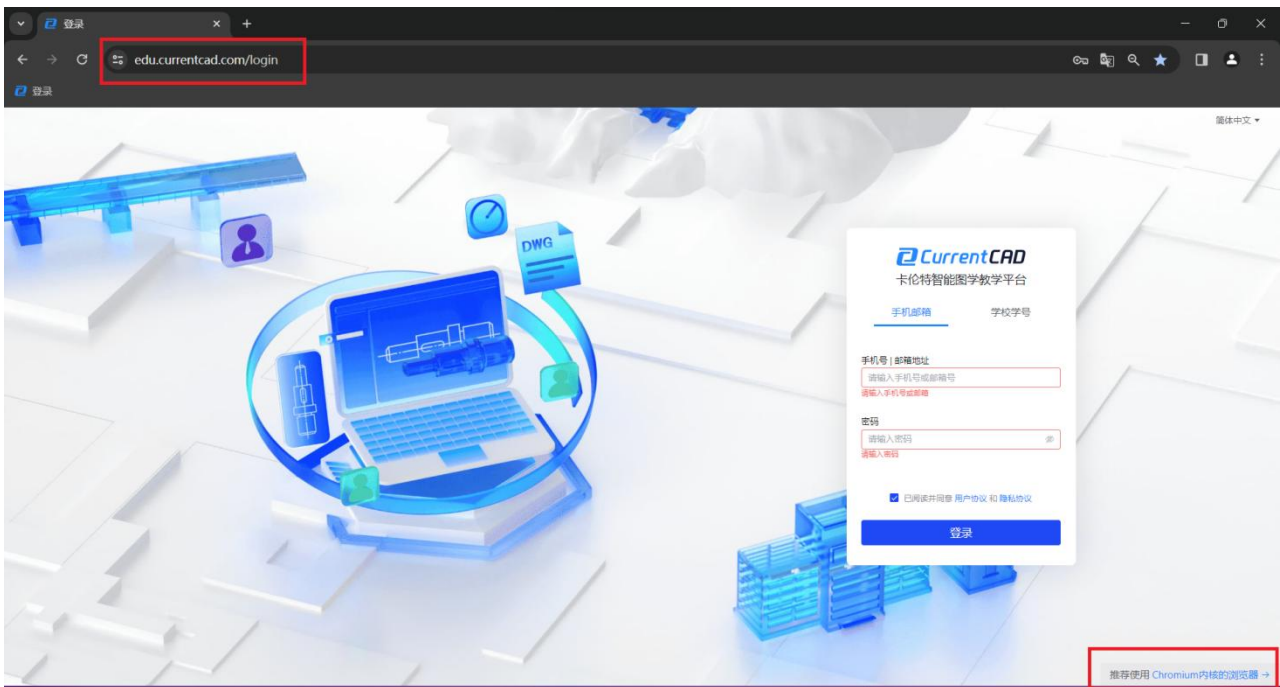 登录
edu.currentcad.com/login
登录
简体中文
DWG
CurrentCAD
卡伦特智能图学教学平台
手机邮箱 学校学号
手机号 | 邮箱地址
请输入手机号或邮箱号
请输入手机号或邮箱
密码
请输入密码
请输入密码
已阅读并同意 用户协议 和 隐私协议
登录
推荐使用 Chromium内核的浏览器 →